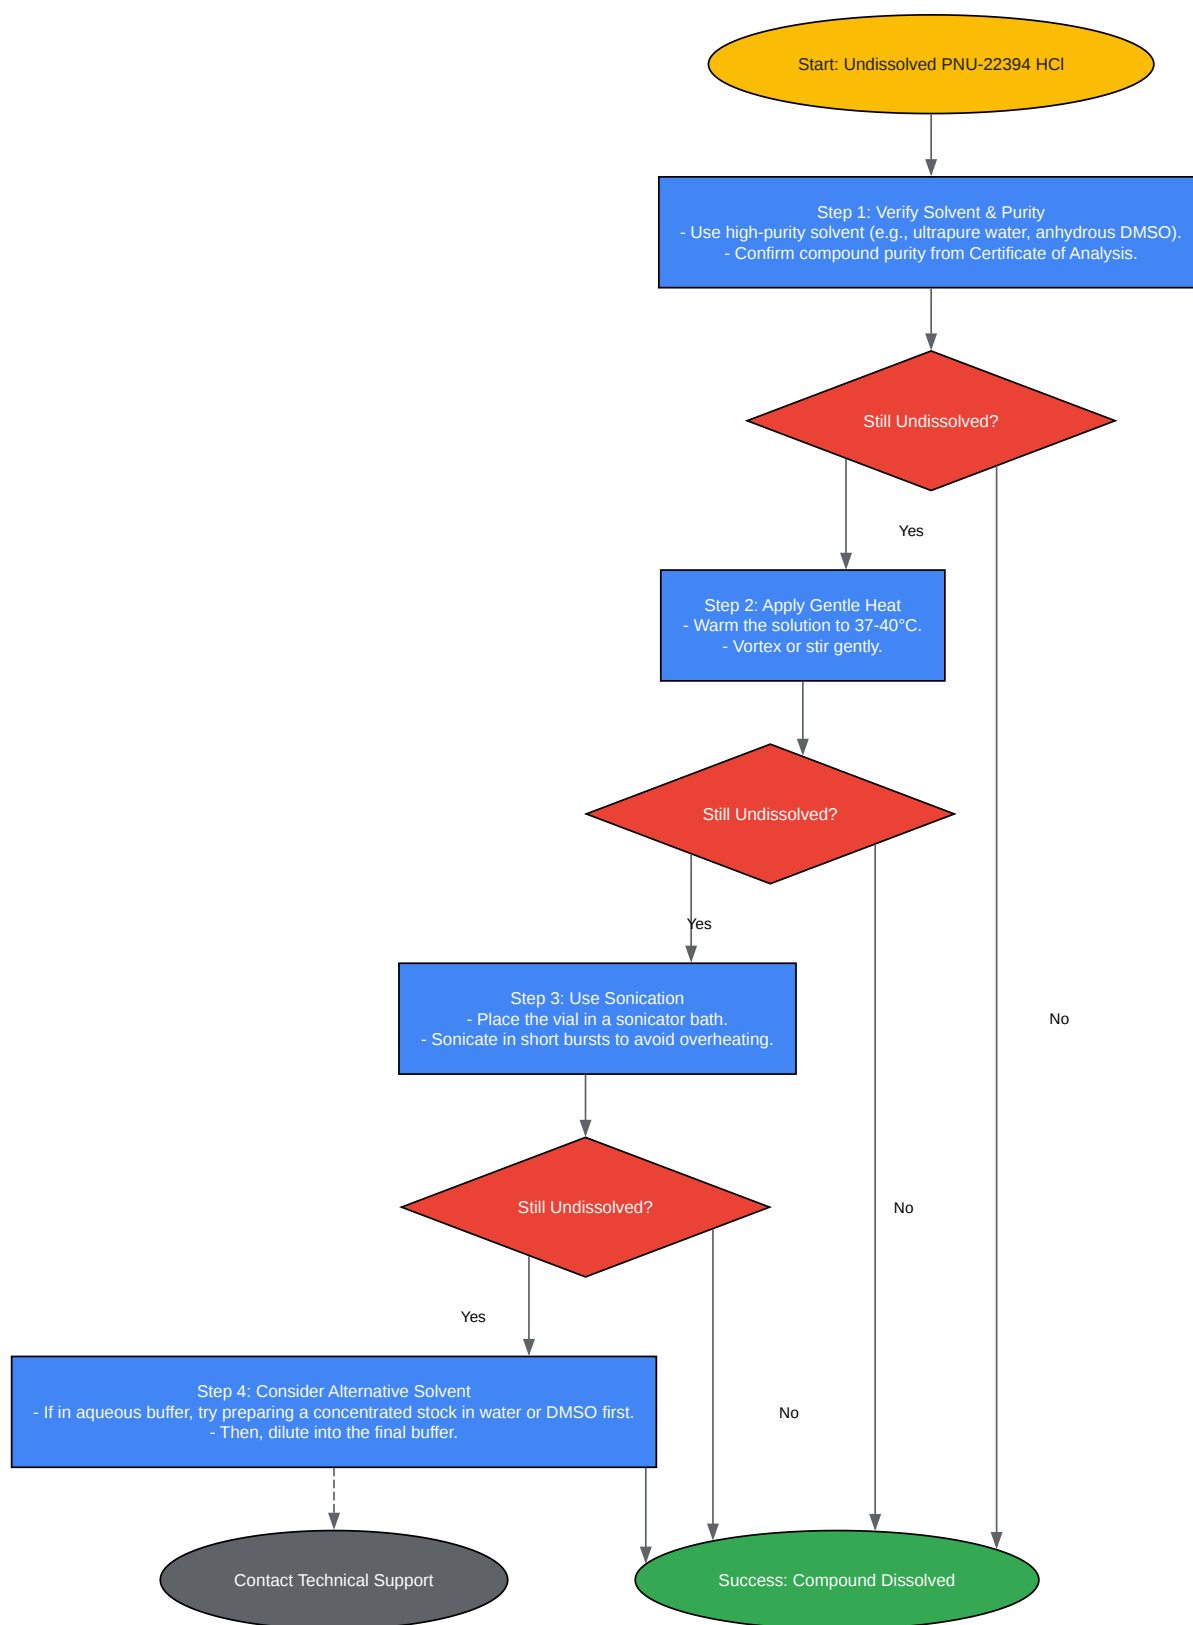 Start: Undissolved PNU-22394 HCl
Step 1: Verify Solvent & Purity
- Use high-purity solvent (e.g., ultrapure water, anhydrous DMSO).
- Confirm compound purity from Certificate of Analysis.
Still Undissolved?
Yes
Step 2: Apply Gentle Heat
- Warm the solution to 37-40°C.
- Vortex or stir gently.
Still Undissolved?
Yes
Step 3: Use Sonication
- Place the vial in a sonicator bath.
- Sonicate in short bursts to avoid overheating.
No
Still Undissolved?
No
Yes
Step 4: Consider Alternative Solvent
- If in aqueous buffer, try preparing a concentrated stock in water or DMSO first.
- Then, dilute into the final buffer.
No
Contact Technical Support
Success: Compound Dissolved